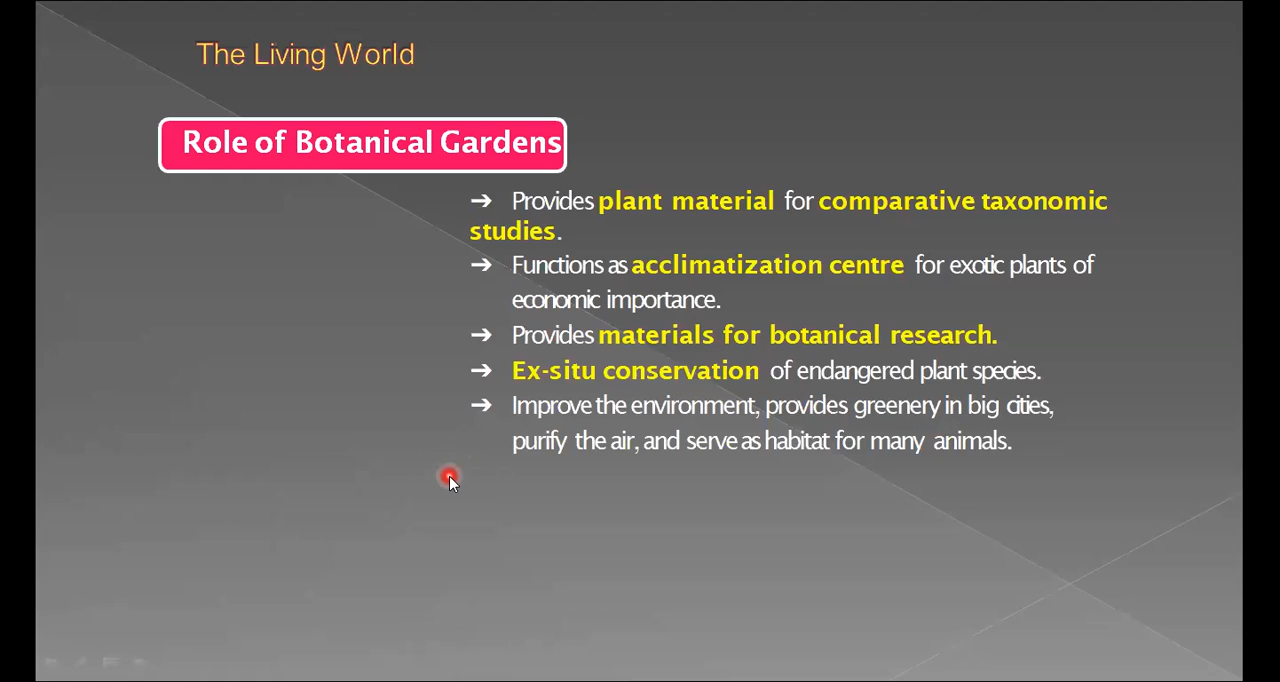 The Living World
Role of Botanical Gardens
➔ Provides plant material for comparative taxonomic
studies.
➔ Functions as acclimatization centre for exotic plants of
economic importance.
➔ Provides materials for botanical research.
➔ Ex-situ conservation of endangered plant species.
➔ Improve the environment, provides greenery in big cities,
purify the air, and serve as habitat for many animals.